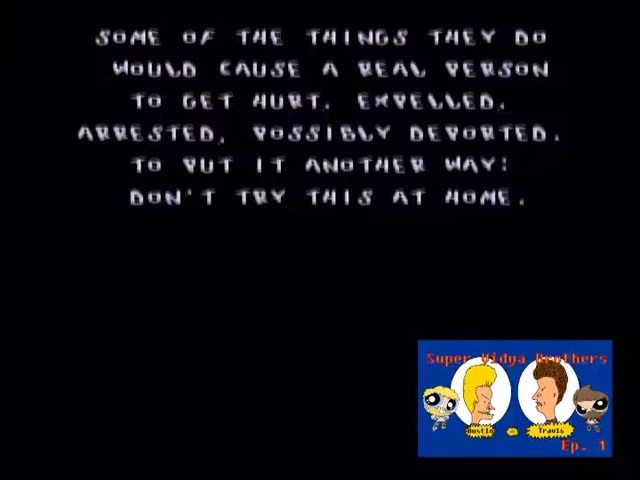 SOME OF THE THINGS THEY DO
WOULD CAUSE A REAL PERSON
TO GET HURT, EXPELLED,
ARRESTED, POSSIBLY DEPORTED.
TO PUT IT ANOTHER WAY:
DON'T TRY THIS AT HOME.
Super Vidya Brothers
Austin
Travis
Ep. 1